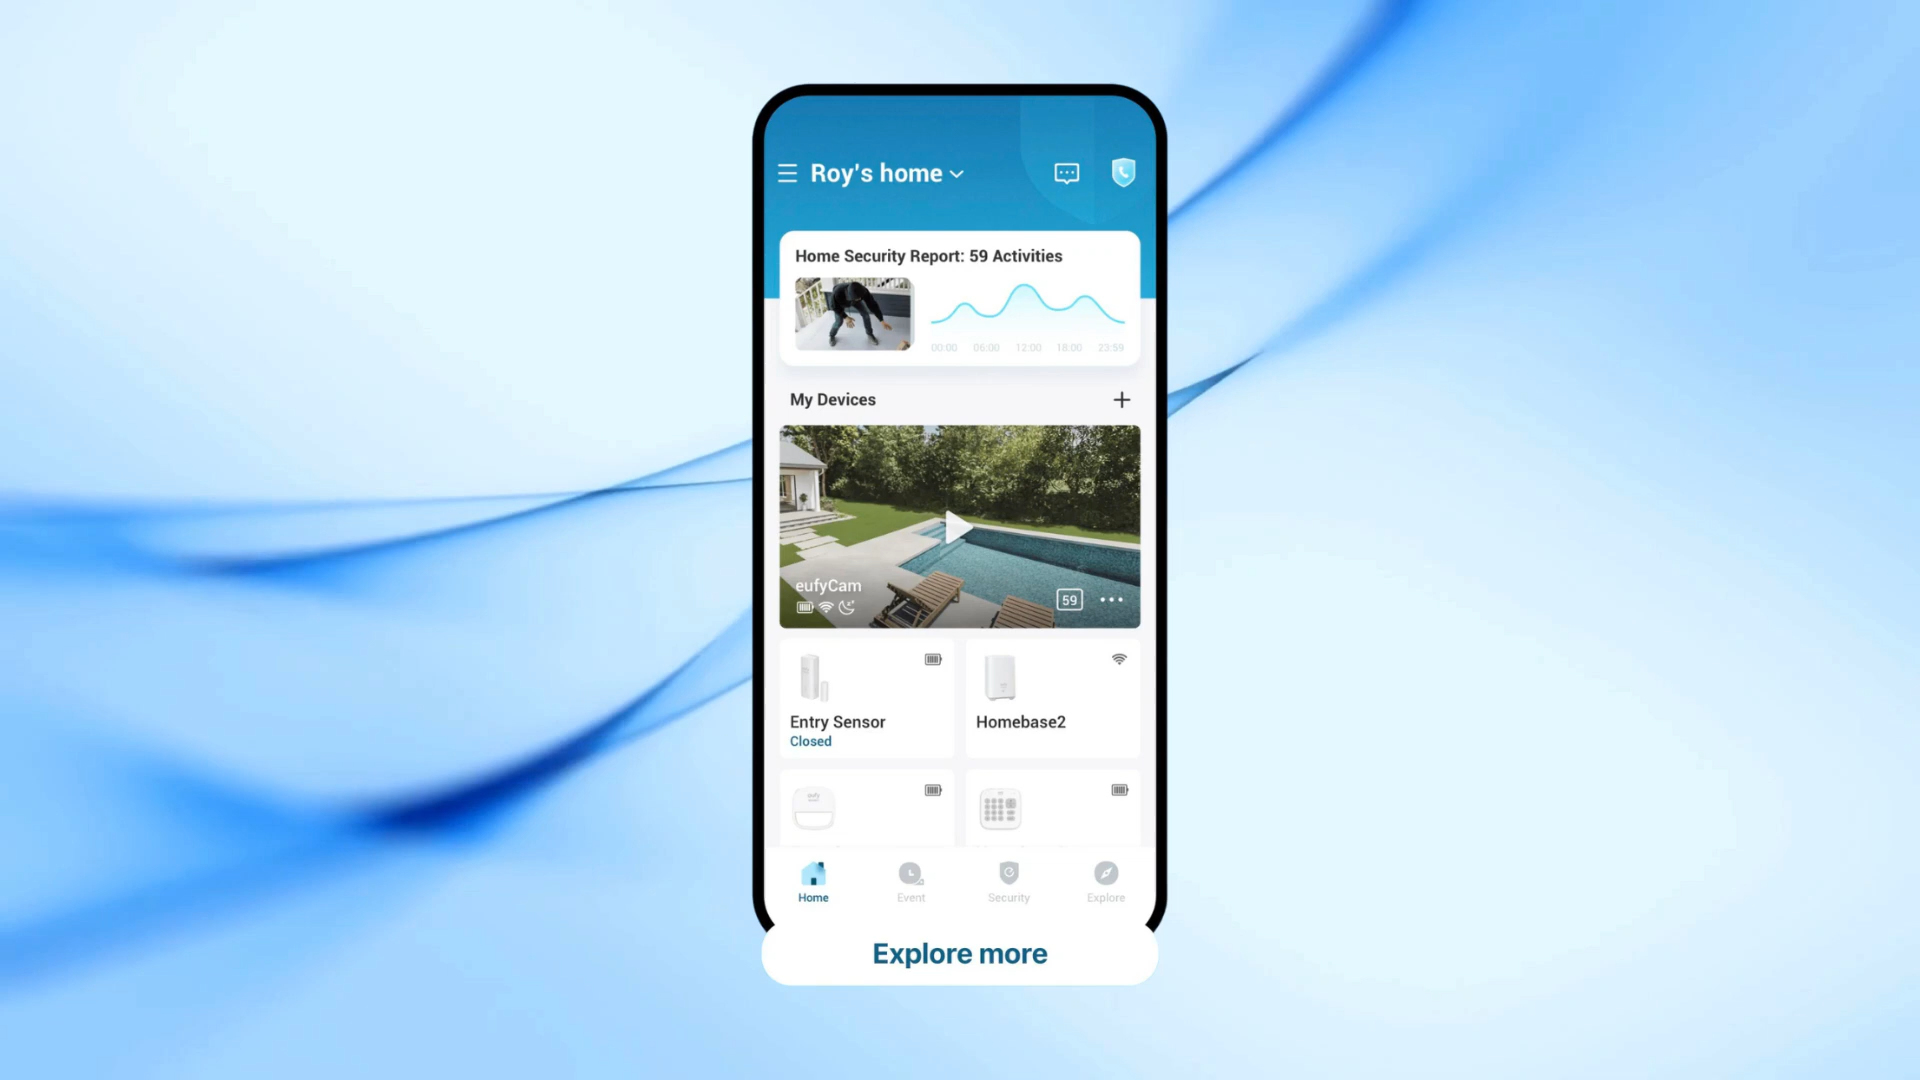 Roy's home
Home Security Report: 59 Activities
00:00 06:00 12:00 18:00 23:59
My Devices
eufyCam
59
Entry Sensor
Closed
Homebase2
eufy
Home Event Security Explore
Explore more